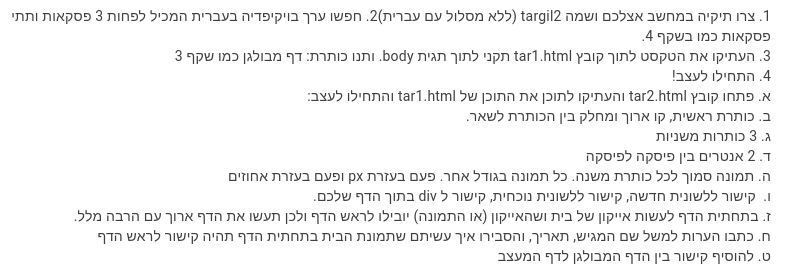 1. צרו תיקיה במחשב אצלכם ושמה targil2 (ללא מסלול עם עברית)2. חפשו ערך בויקיפדיה בעברית המכיל לפחות 3 פסקאות ותתי
פסקאות כמו בשקף 4.
3. העתיקו את הטקסט לתוך קובץ tar1.html תקני לתוך תגית body. ותנו כותרת: דף מבולגן כמו שקף 3
4. התחילו לעצב!
א. פתחו קובץ tar2.html והעתיקו לתוכן את התוכן של tar1.html והתחילו לעצב:
ב. כותרת ראשית, קו ארוך ומחלק בין הכותרת לשאר.
ג. 3 כותרות משניות
ד. 2 אנטרים בין פיסקה לפיסקה
ה. תמונה סמוך לכל כותרת משנה. כל תמונה בגודל אחר. פעם בעזרת px ופעם בעזרת אחוזים
ו. קישור ללשונית חדשה, קישור ללשונית נוכחית, קישור ל div בתוך הדף שלכם.
ז. בתחתית הדף לעשות אייקון של בית ושהאייקון (או התמונה) יובילו לראש הדף ולכן תעשו את הדף ארוך עם הרבה מלל.
ח. כתבו הערות למשל שם המגיש, תאריך, והסבירו איך עשיתם שתמונת הבית בתחתית הדף תהיה קישור לראש הדף
ט. להוסיף קישור בין הדף המבולגן לדף המעצב